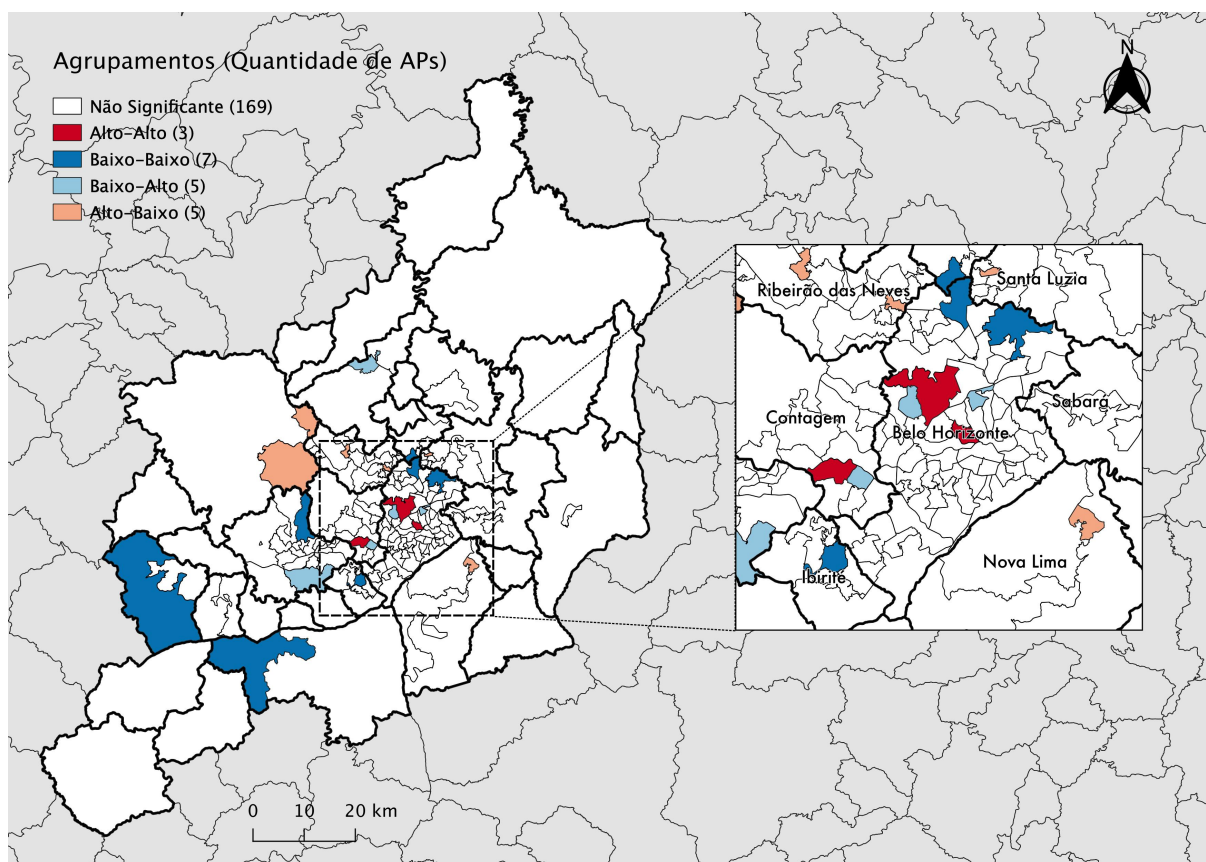 Agrupamentos (Quantidade de APs)
Não Significante (169)
Alto-Alto (3)
Baixo-Baixo (7)
Baixo-Alto (5)
Alto-Baixo (5)
N
Ribeirão das Neves
Santa Luzia
Contagem
Sabará
Belo Horizonte
Nova Lima
Ibirité
0 10 20 km